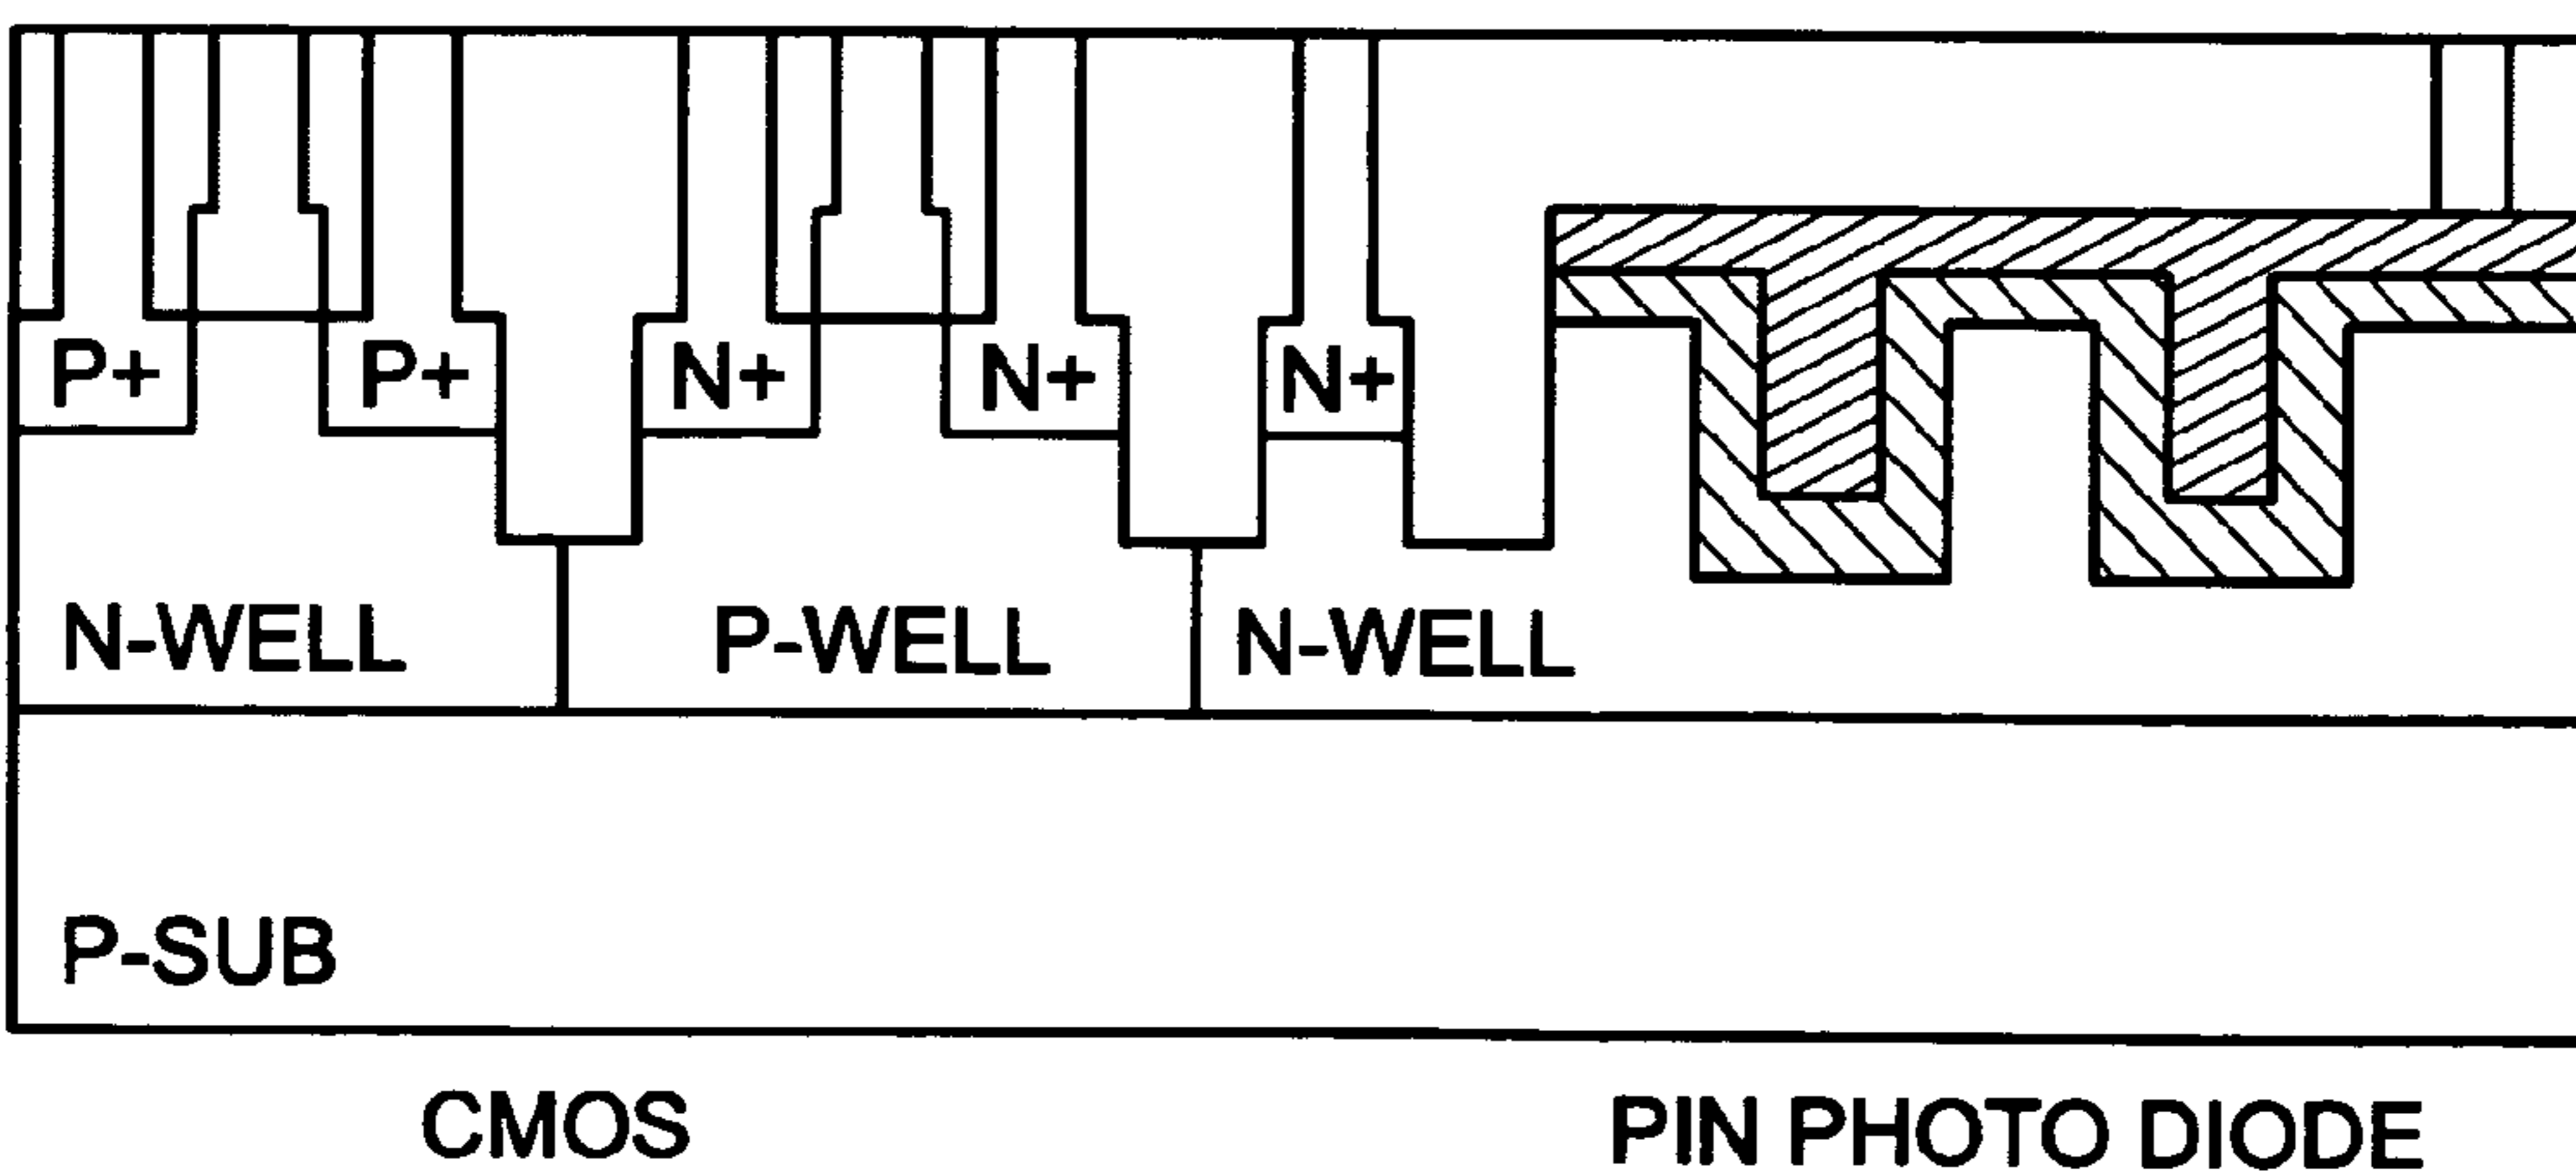 P+ P+ N+ N+ N+
N-WELL P-WELL N-WELL
P-SUB
CMOS PIN PHOTO DIODE